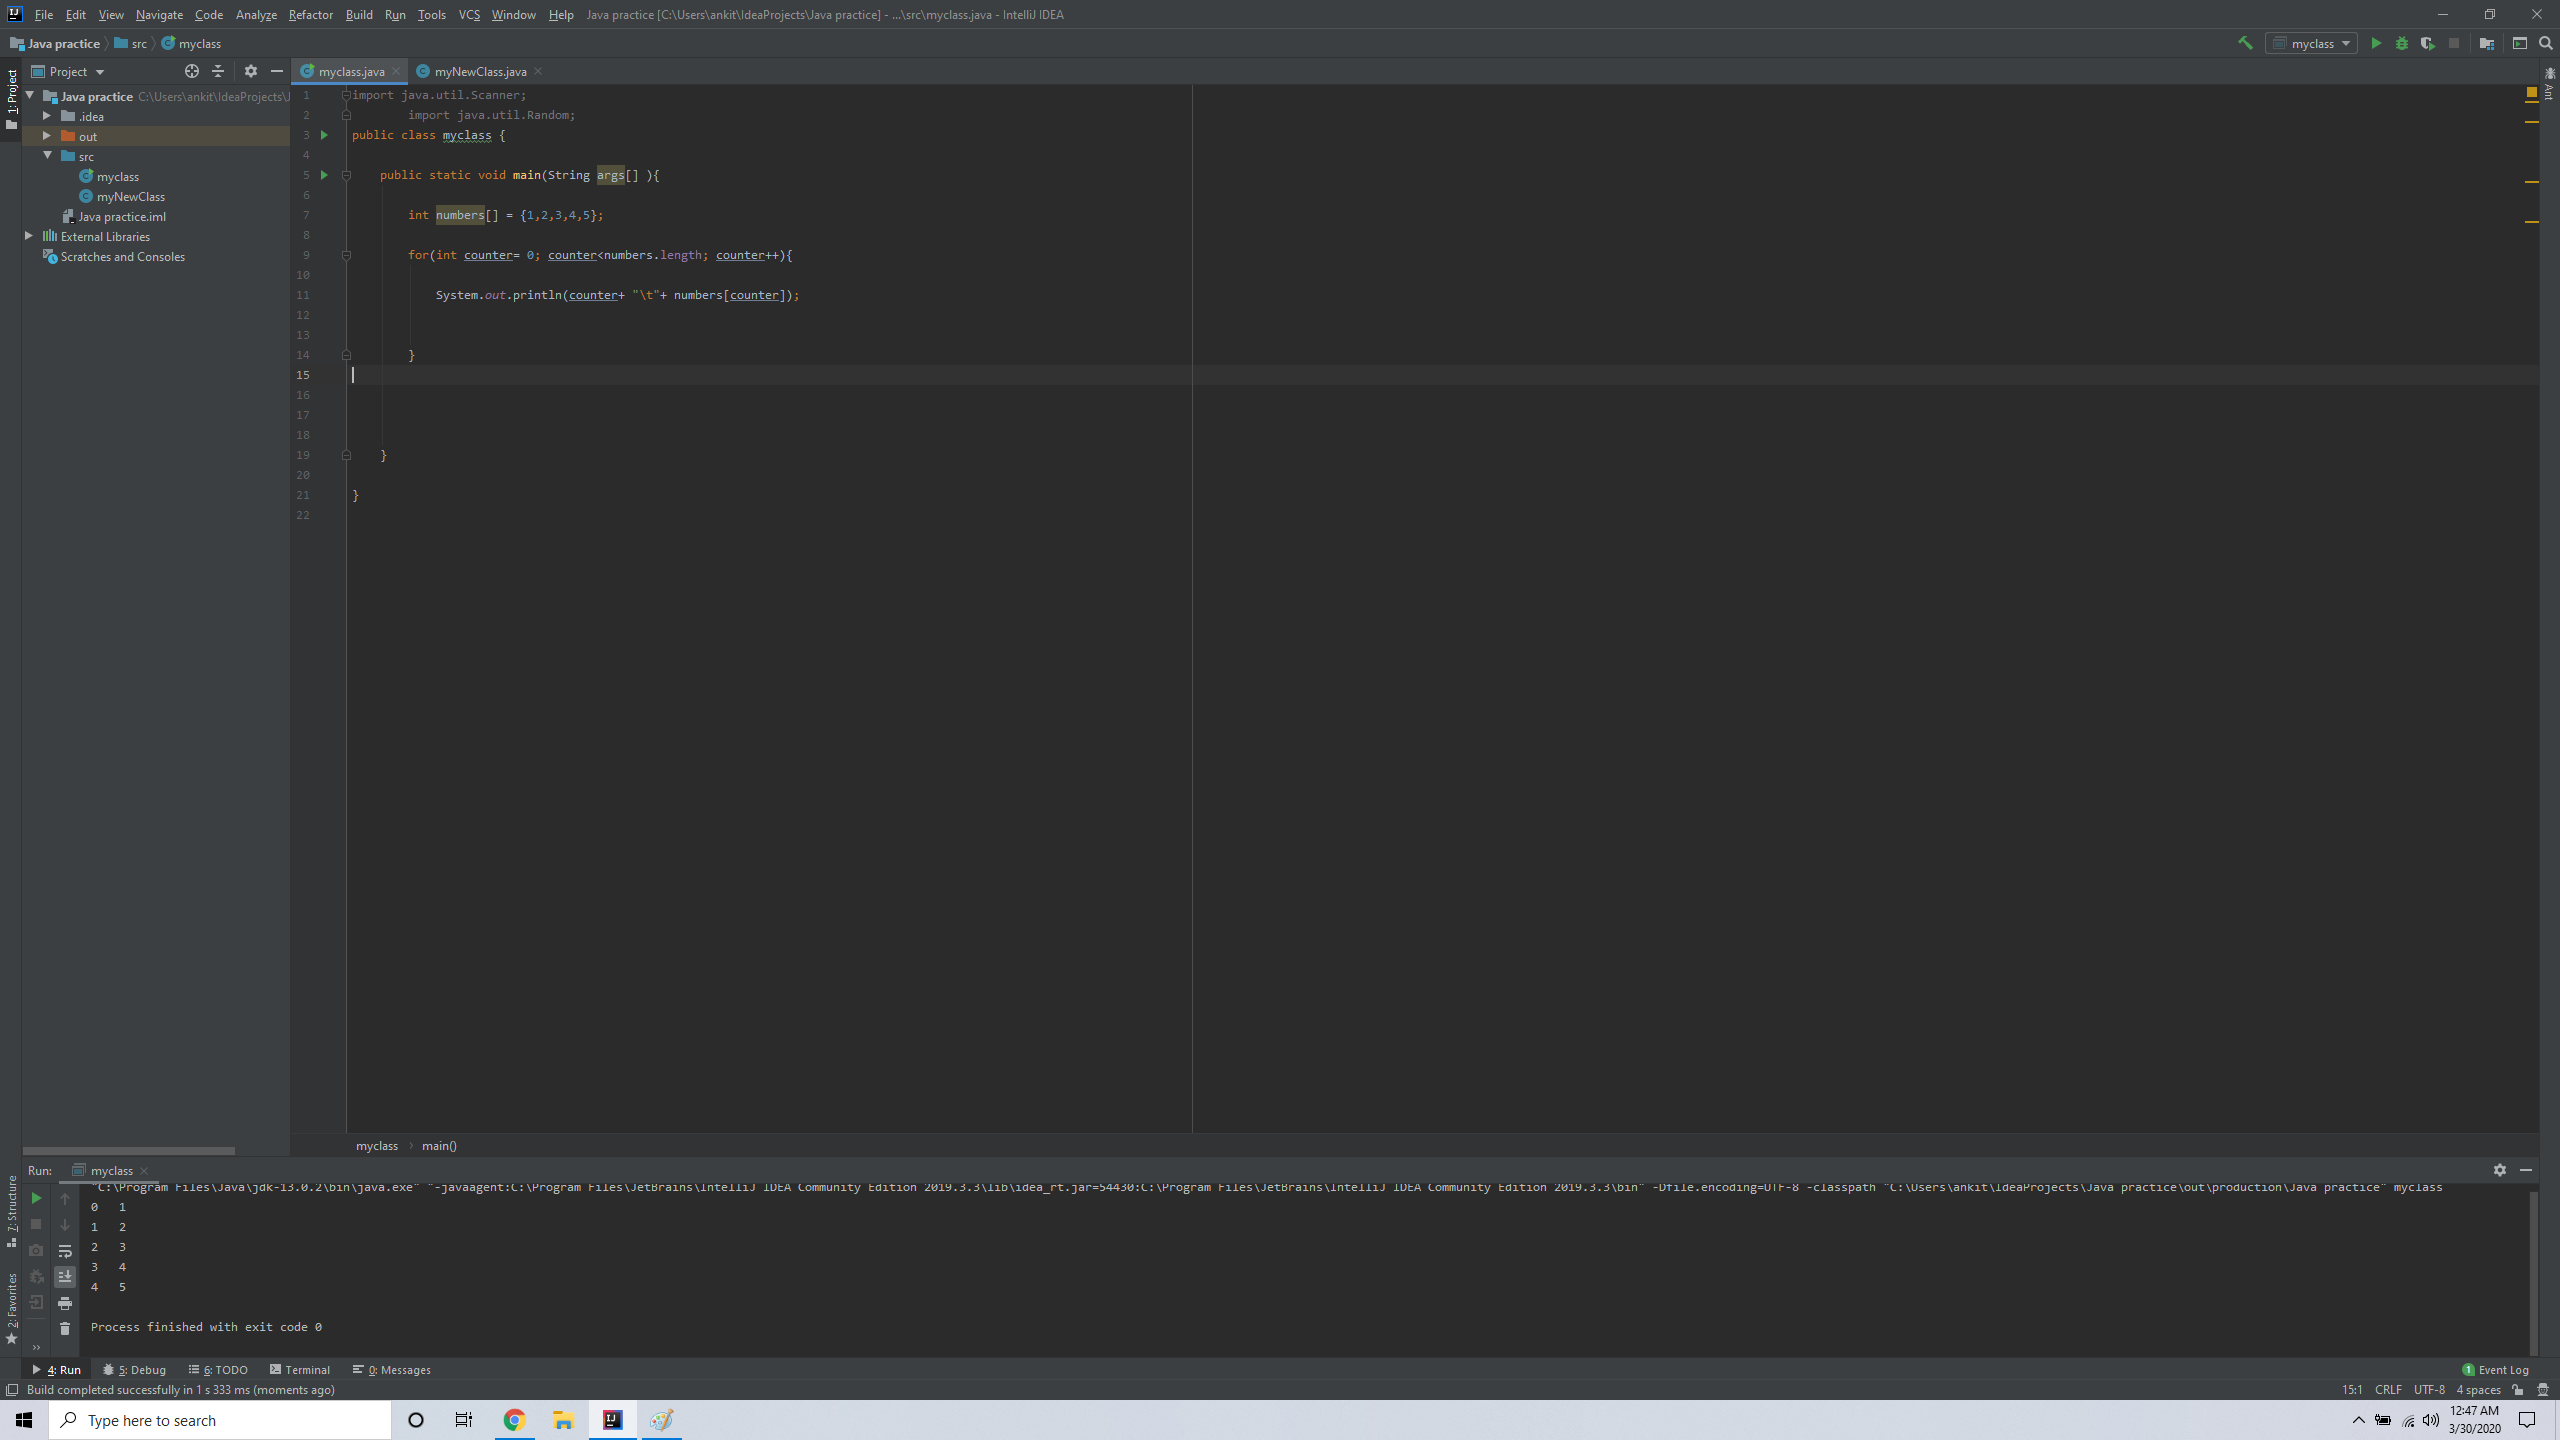 File Edit View Navigate Code Analyze Refactor Build Run Tools VCS Window Help Java practice [C:\Users\ankit\IdeaProjects\Java practice] - ...\src\myclass.java - IntelliJ IDEA
Java practice src myclass
myclass
1: Project
Project
myclass.java
myNewClass.java
Ant
Java practice C:\Users\ankit\IdeaProjects\J
.idea
out
src
myclass
myNewClass
Java practice.iml
External Libraries
Scratches and Consoles
1 import java.util.Scanner;
2 import java.util.Random;
3 public class myclass {
4
5 public static void main(String args[] ){
6
7 int numbers[] = {1,2,3,4,5};
8
9 for(int counter= 0; counter<numbers.length; counter++){
10
11 System.out.println(counter+ "\t"+ numbers[counter]);
12
13
14 }
15
16
17
18
19 }
20
21 }
22
myclass main()
Run: myclass
7: Structure
2: Favorites
"C:\Program Files\Java\jdk-13.0.2\bin\java.exe" "-javaagent:C:\Program Files\JetBrains\IntelliJ IDEA Community Edition 2019.3.3\lib\idea_rt.jar=54430:C:\Program Files\JetBrains\IntelliJ IDEA Community Edition 2019.3.3\bin" -Dfile.encoding=UTF-8 -classpath "C:\Users\ankit\IdeaProjects\Java practice\out\production\Java practice" myclass
0 1
1 2
2 3
3 4
4 5
Process finished with exit code 0
4: Run 5: Debug 6: TODO Terminal 0: Messages
1 Event Log
Build completed successfully in 1 s 333 ms (moments ago)
15:1 CRLF UTF-8 4 spaces
Type here to search
12:47 AM
3/30/2020